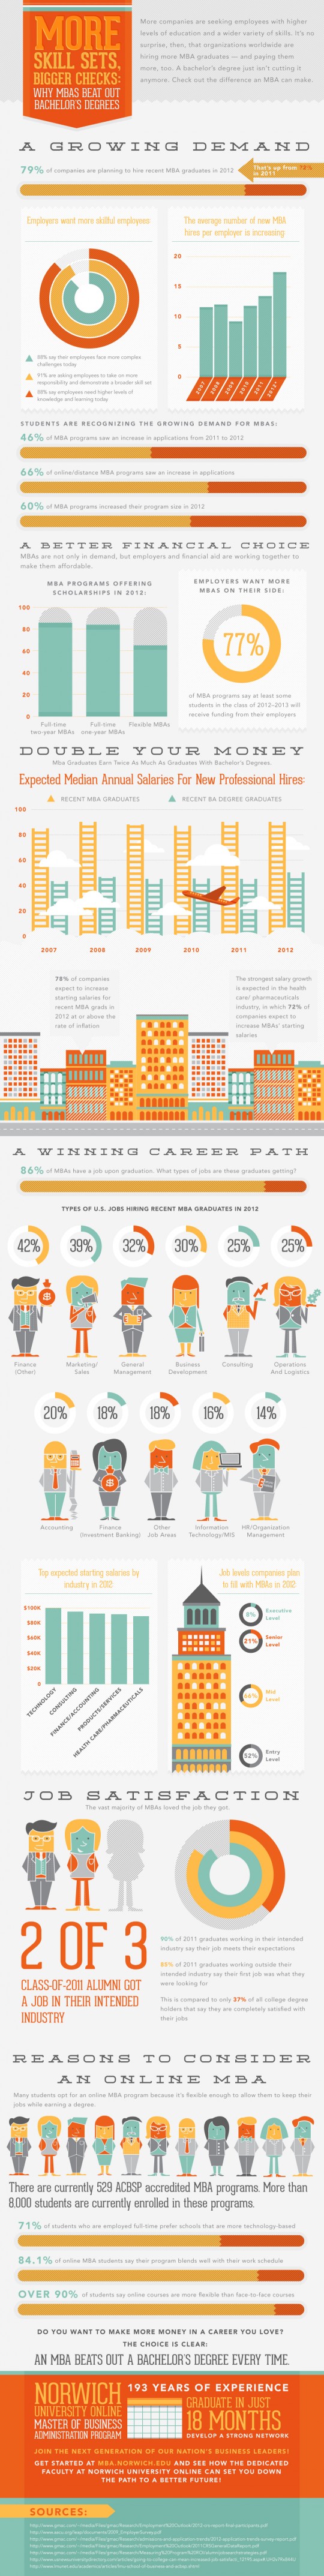 MORE
SKILL SETS,
BIGGER CHECKS:
WHY MBAS BEAT OUT
BACHELOR'S DEGREES
More companies are seeking employees with higher
levels of education and a wider variety of skills. It's no
surprise, then, that organizations worldwide are
hiring more MBA graduates — and paying them
more, too. A bachelor's degree just isn't cutting it
anymore. Check out the difference an MBA can make.
A GROWING DEMAND
79% of companies are planning to hire recent MBA graduates in 2012
That's up from 72%
in 2011
Employers want more skillful employees
88% say their employees face more complex
challenges today
91% are asking employees to take on more
responsibility and demonstrate a broader skill set
88% say employees need higher levels of
knowledge and learning today
The average number of new MBA
hires per employer is increasing
20
15
10
5
0
2007
2008
2009
2010
2011
2012*
STUDENTS ARE RECOGNIZING THE GROWING DEMAND FOR MBAS:
46% of MBA programs saw an increase in applications from 2011 to 2012
66% of online/distance MBA programs saw an increase in applications
60% of MBA programs increased their program size in 2012
A BETTER FINANCIAL CHOICE
MBAs are not only in demand, but employers and financial aid are working together to
make them affordable.
MBA PROGRAMS OFFERING
SCHOLARSHIPS IN 2012:
100
80
60
40
20
0
Full-time
two-year MBAs
Full-time
one-year MBAs
Flexible MBAs
EMPLOYERS WANT MORE
MBAS ON THEIR SIDE:
77%
of MBA programs say at least some
students in the class of 2012–2013 will
receive funding from their employers
DOUBLE YOUR MONEY
Mba Graduates Earn Twice As Much As Graduates With Bachelor's Degrees.
Expected Median Annual Salaries For New Professional Hires:
RECENT MBA GRADUATES
RECENT BA DEGREE GRADUATES
100
80
60
40
20
0
2007
2008
2009
2010
2011
2012
78% of companies
expect to increase
starting salaries for
recent MBA grads in
2012 at or above the
rate of inflation
The strongest salary growth
is expected in the health
care/ pharmaceuticals
industry, in which 72% of
companies expect to
increase MBAs' starting
salaries
A WINNING CAREER PATH
86% of MBAs have a job upon graduation. What types of jobs are these graduates getting?
TYPES OF U.S. JOBS HIRING RECENT MBA GRADUATES IN 2012
42%
39%
32%
30%
25%
25%
Finance
(Other)
Marketing/
Sales
General
Management
Business
Development
Consulting
Operations
And Logistics
20%
18%
18%
16%
14%
Accounting
Finance
(Investment Banking)
Other
Job Areas
Information
Technology/MIS
HR/Organization
Management
Top expected starting salaries by
industry in 2012:
$100K
$80K
$60K
$40K
$20K
0
TECHNOLOGY
CONSULTING
FINANCE/ACCOUNTING
PRODUCTS/SERVICES
HEALTH CARE/PHARMACEUTICALS
Job levels companies plan
to fill with MBAs in 2012:
8%
Executive
Level
21%
Senior
Level
66%
Mid
Level
52%
Entry
Level
JOB SATISFACTION
The vast majority of MBAs loved the job they got.
2 OF 3
CLASS-OF-2011 ALUMNI GOT
A JOB IN THEIR INTENDED
INDUSTRY
90% of 2011 graduates working in their intended
industry say their job meets their expectations
of 2011 graduates working outside their
intended industry say their first job was what they
were looking for
This is compared to only 37% of all college degree
holders that say they are completely satisfied with
their jobs
REASONS TO CONSIDER
AN ONLINE MBA
Many students opt for an online MBA program because it's flexible enough to allow them to keep their
jobs while earning a degree.
There are currently 529 ACBSP accredited MBA programs. More than
8,000 students are currently enrolled in these programs.
71% of students who are employed full-time prefer schools that are more technology-based
84.1% of online MBA students say their program blends well with their work schedule
OVER 90% of students say online courses are more flexible than face-to-face courses
DO YOU WANT TO MAKE MORE MONEY IN A CAREER YOU LOVE?
THE CHOICE IS CLEAR:
AN MBA BEATS OUT A BACHELOR'S DEGREE EVERY TIME.
NORWICH
UNIVERSITY ONLINE
MASTER OF BUSINESS
ADMINISTRATION PROGRAM
193 YEARS OF EXPERIENCE
GRADUATE IN JUST
18 MONTHS
DEVELOP A STRONG NETWORK
JOIN THE NEXT GENERATION OF OUR NATION'S BUSINESS LEADERS!
GET STARTED AT MBA.NORWICH.EDU AND SEE HOW THE DEDICATED
FACULTY AT NORWICH UNIVERSITY ONLINE CAN SET YOU DOWN
THE PATH TO A BETTER FUTURE!
SOURCES: